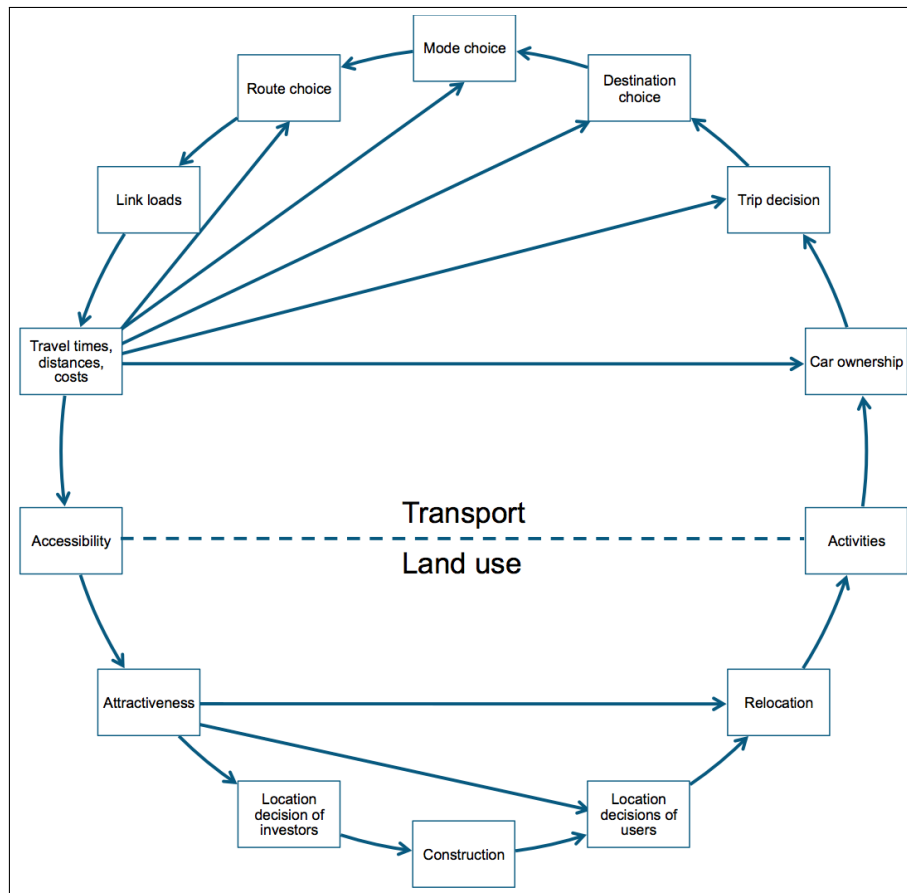 Mode choice
Route choice
Destination
choice
Link loads
Trip decision
Travel times,
distances,
costs
Car ownership
Transport
Accessibility
Activities
Land use
Attractiveness
Relocation
Location
decision of
investors
Location
decisions of
users
Construction